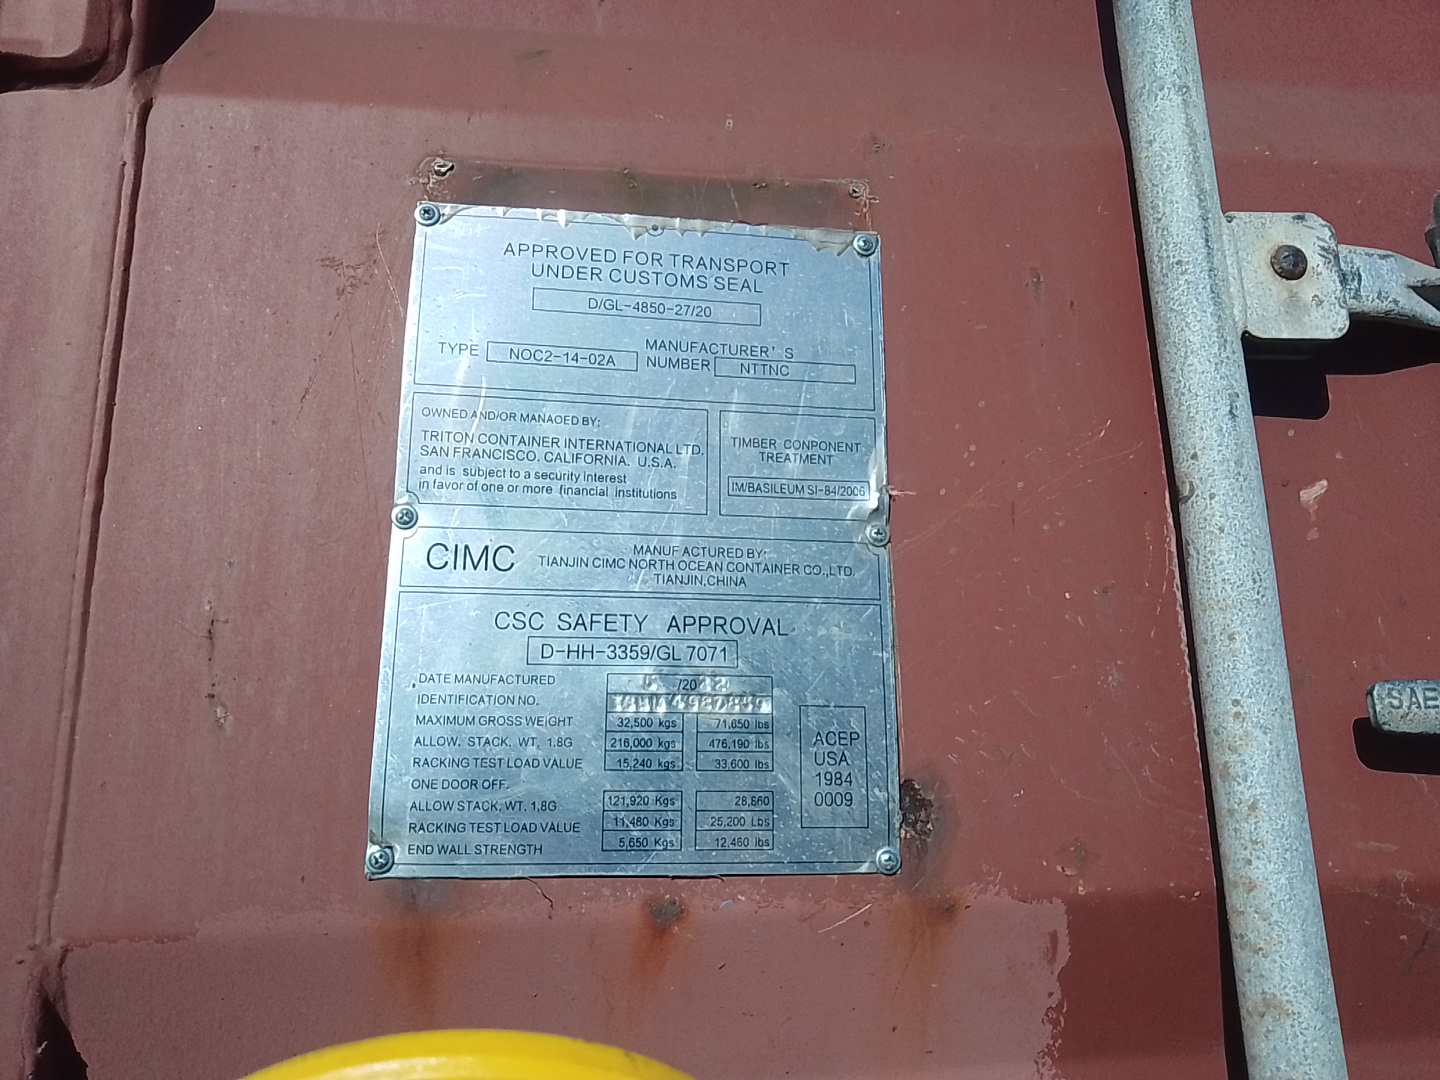 APPROVED FOR TRANSPORT
UNDER CUSTOMS SEAL
D/GL-4850-27/20
TYPE NOC2-14-02A MANUFACTURER'S NUMBER NTTNC
OWNED AND/OR MANAOED BY:
TRITON CONTAINER INTERNATIONAL LTD.
SAN FRANCISCO. CALIFORNIA. U.S.A.
and is subject to a security Interest
in favor of one or more financial institutions
TIMBER CONPONENT
TREATMENT
IM/BASILEUM SI-84/2006
CIMC
MANUFACTURED BY:
TIANJIN CIMC NORTH OCEAN CONTAINER CO.,LTD.
TIANJIN,CHINA
CSC SAFETY APPROVAL
D-HH-3359/GL 7071
DATE MANUFACTURED
IDENTIFICATION NO.
MAXIMUM GROSS WEIGHT 32,500 kgs 71,650 lbs
ALLOW. STACK. WT. 1.8G 216,000 kgs 476,190 lbs
RACKING TEST LOAD VALUE 15,240 kgs 33,600 lbs
ONE DOOR OFF.
ALLOW STACK. WT. 1,8G 121,920 Kgs 28,660
RACKING TEST LOAD VALUE 11,480 Kgs 25,200 Lbs
END WALL STRENGTH 5,650 Kgs 12,460 lbs
ACEP
USA
1984
0009
SAE